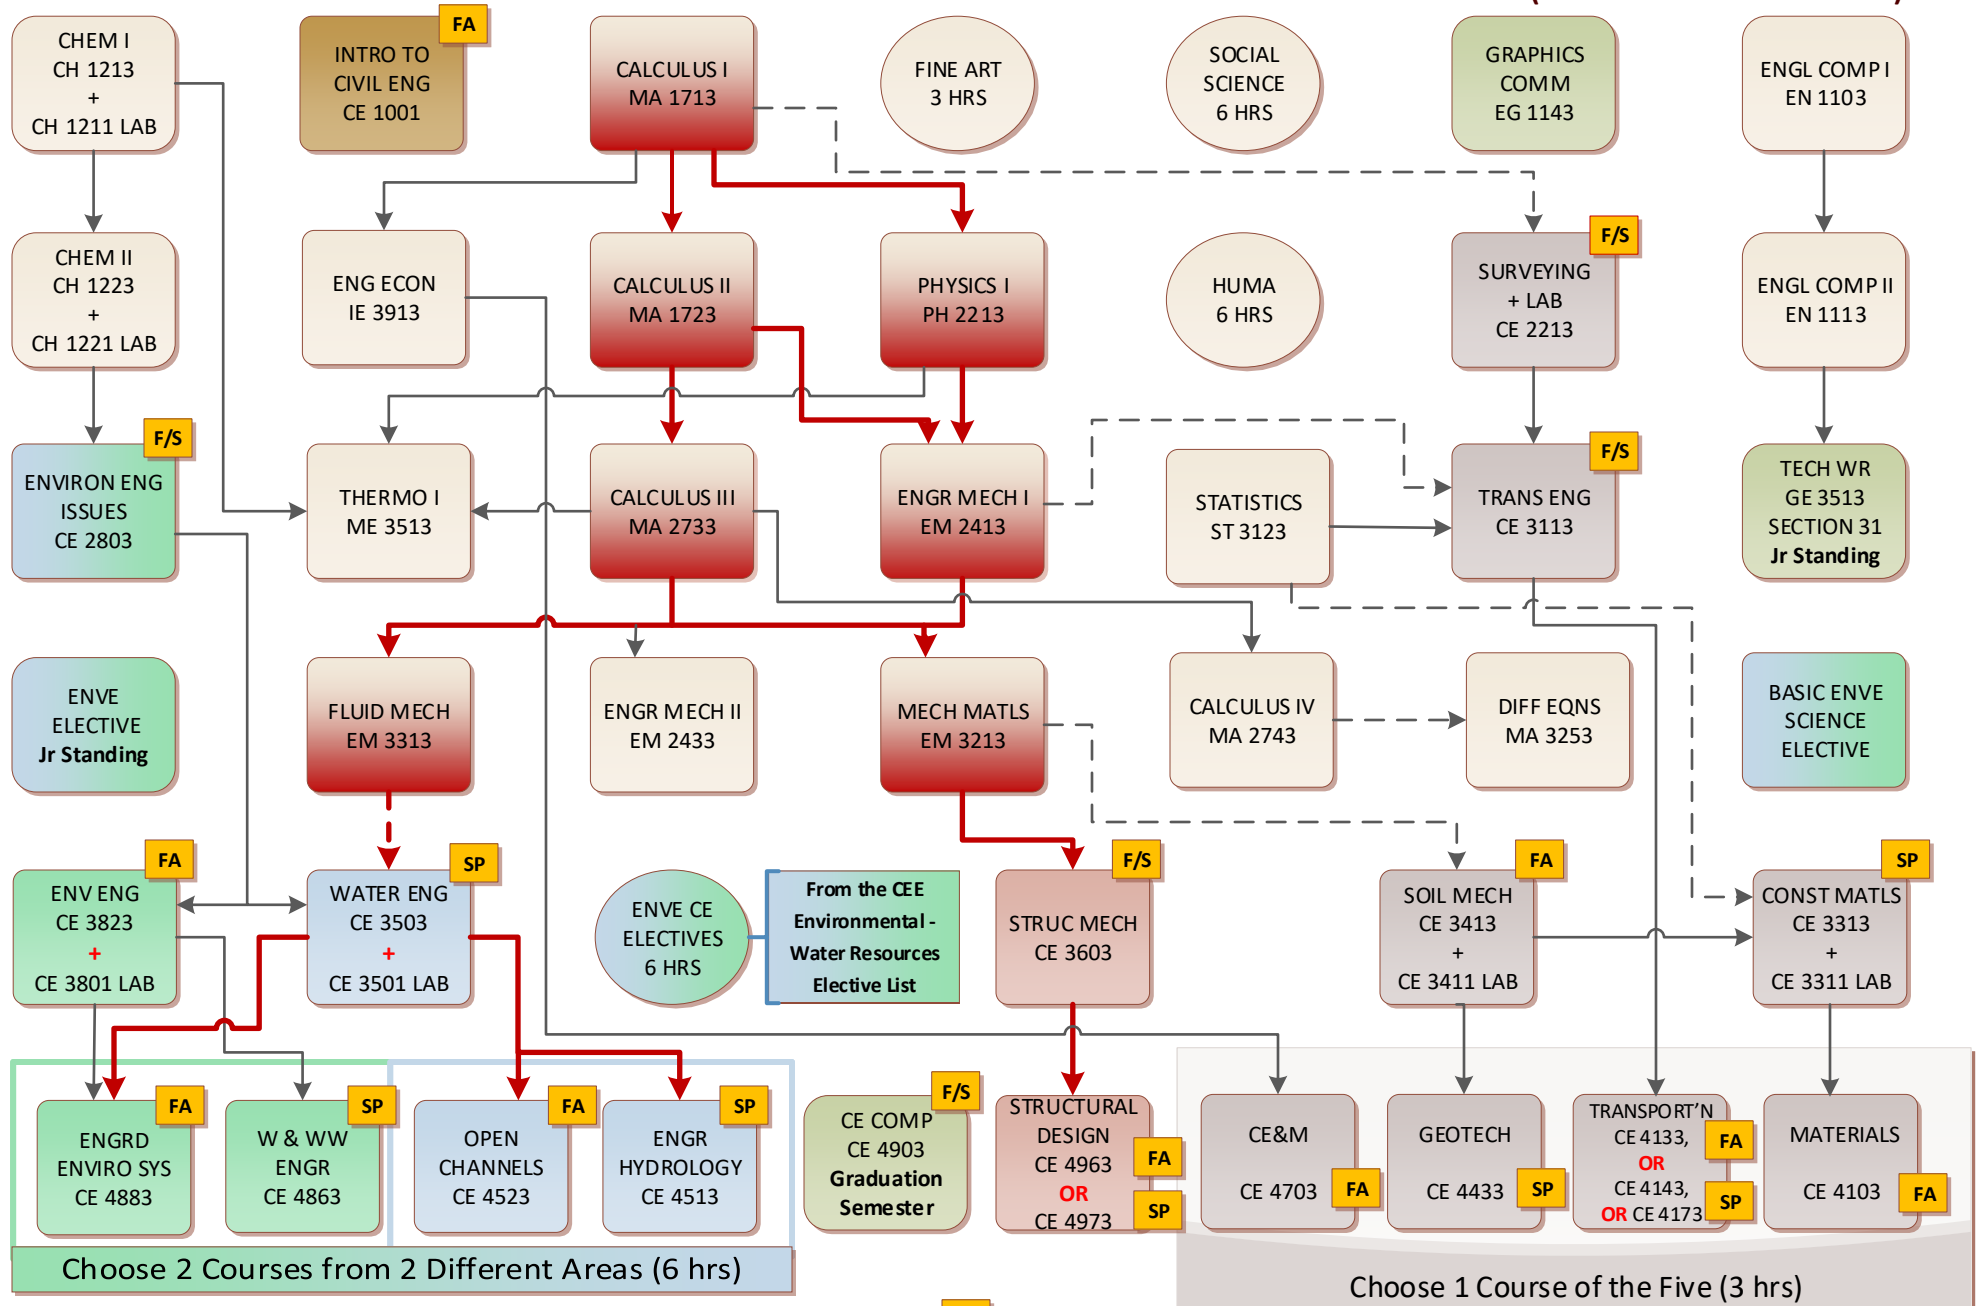 CHEM I
CH 1213
+
CH 1211 LAB
FA
INTRO TO
CIVIL ENG
CE 1001
CALCULUS I
MA 1713
FINE ART
3 HRS
SOCIAL
SCIENCE
6 HRS
GRAPHICS
COMM
EG 1143
ENGL COMP I
EN 1103
CHEM II
CH 1223
+
CH 1221 LAB
ENG ECON
IE 3913
CALCULUS II
MA 1723
PHYSICS I
PH 2213
HUMA
6 HRS
F/S
SURVEYING
+ LAB
CE 2213
ENGL COMP II
EN 1113
F/S
ENVIRON ENG
ISSUES
CE 2803
THERMO I
ME 3513
CALCULUS III
MA 2733
ENGR MECH I
EM 2413
STATISTICS
ST 3123
F/S
TRANS ENG
CE 3113
TECH WR
GE 3513
SECTION 31
Jr Standing
ENVE
ELECTIVE
Jr Standing
FLUID MECH
EM 3313
ENGR MECH II
EM 2433
MECH MATLS
EM 3213
CALCULUS IV
MA 2743
DIFF EQNS
MA 3253
BASIC ENVE
SCIENCE
ELECTIVE
FA
ENV ENG
CE 3823
+
CE 3801 LAB
SP
WATER ENG
CE 3503
+
CE 3501 LAB
ENVE CE
ELECTIVES
6 HRS
From the CEE
Environmental -
Water Resources
Elective List
F/S
STRUC MECH
CE 3603
FA
SOIL MECH
CE 3413
+
CE 3411 LAB
SP
CONST MATLS
CE 3313
+
CE 3311 LAB
FA
ENGRD
ENVIRO SYS
CE 4883
SP
W & WW
ENGR
CE 4863
FA
OPEN
CHANNELS
CE 4523
SP
ENGR
HYDROLOGY
CE 4513
F/S
CE COMP
CE 4903
Graduation
Semester
STRUCTURAL
DESIGN
CE 4963
FA
OR
CE 4973
SP
CE&M
CE 4703
FA
GEOTECH
CE 4433
SP
TRANSPORT'N
CE 4133,
FA
OR
CE 4143,
OR CE 4173
SP
MATERIALS
CE 4103
FA
Choose 2 Courses from 2 Different Areas (6 hrs)
Choose 1 Course of the Five (3 hrs)